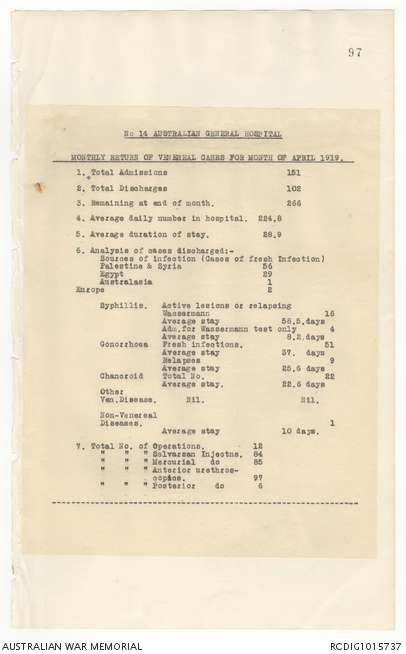 97
No 14 AUSTRALIAN GENERAL HOSPITAL
MONTHLY RETURN OF VENEREAL CASES FOR MONTH OF APRIL 1919.
1. Total Admissions 151
2. Total Discharges 102
3. Remaining at end of month. 266
4. Average daily number in hospital. 224.8
5. Average duration of stay. 28.9
6. Analysis of cases discharged:-
Sources of infection (Cases of fresh Infection)
Palestine & Syria 56
Egypt 29
Australasia 1
Europe 2
Syphillis. Active lesions or relapsing
Wassermann 16
Average stay 56.5.days
Adm.for Wassermann test only 4
Average stay 8.2.days
Gonorrhoea Fresh infections. 51
Average stay 37. days
Relapses 9
Average stay 25.6 days
Chancroid Total No. 22
Average stay. 22.6 days
Other
Ven.Disease. Nil. Nil.
Non-Venereal
Diseases. 1
Average stay 10 days.
7. Total No. of Operations. 12
" " " Salvarsan Injectns. 84
" " " Mercurial do 85
" " " Anterior urethros-
copies. 97
" " " Posterior do 6
AUSTRALIAN WAR MEMORIAL RCDIG1015737